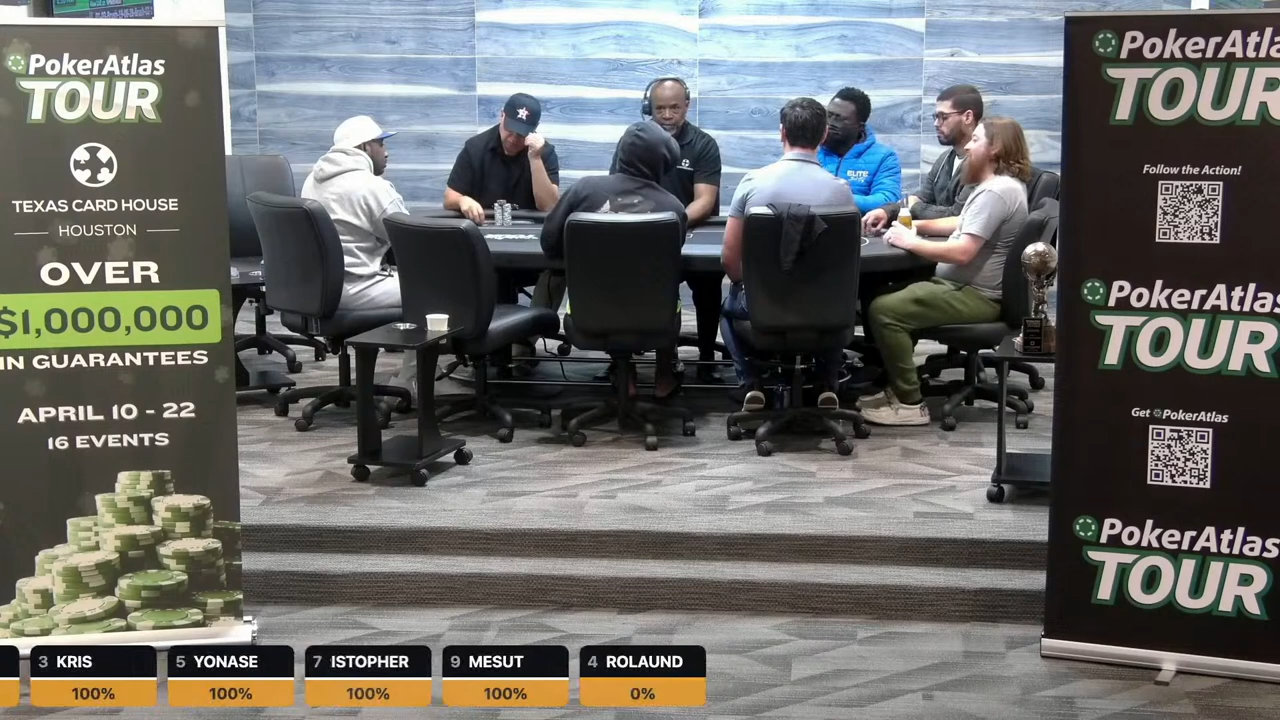 PokerAtlas
TOUR
TEXAS CARD HOUSE
HOUSTON
OVER
$1,000,000
IN GUARANTEES
APRIL 10 - 22
16 EVENTS
ELITE
PokerAtla
TOUR
Follow the Action!
PokerAtlas
TOUR
Get PokerAtlas
PokerAtlas
TOUR
3 KRIS
100%
5 YONASE
100%
7 ISTOPHER
100%
9 MESUT
100%
4 ROLAUND
0%